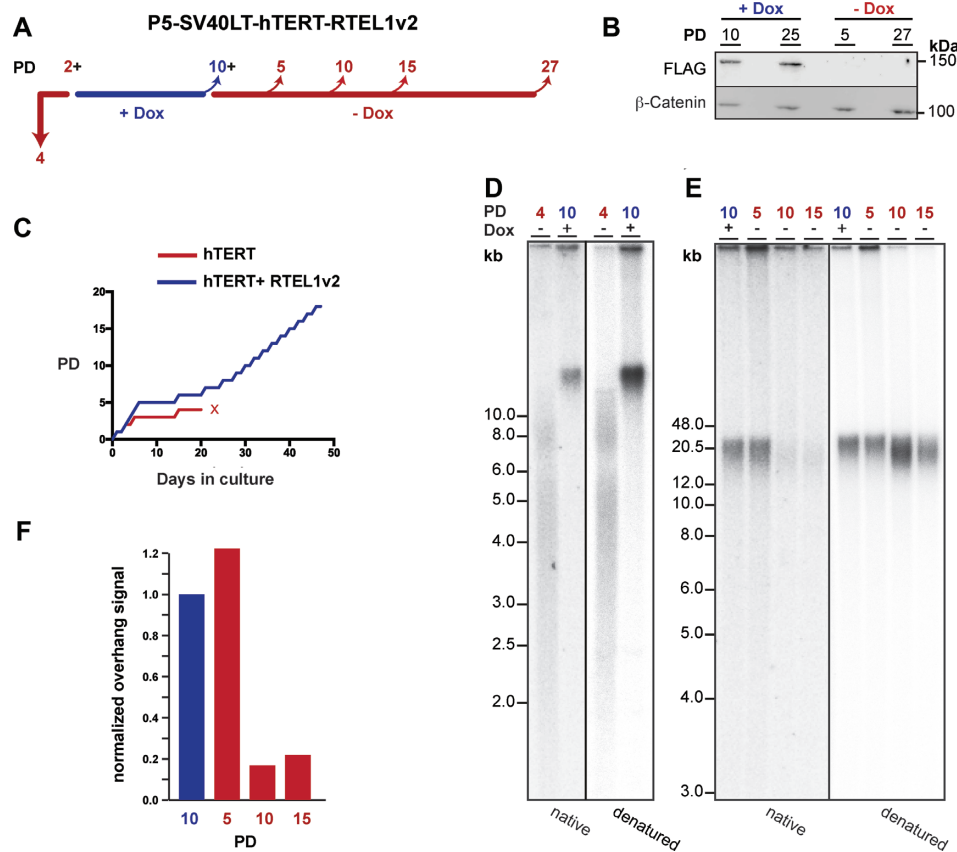 P5-SV40LT-hTERT-RTEL1v2
A
PD 2+ 10+ 5 10 15 27
+ Dox - Dox
4
B
+ Dox - Dox
PD 10 25 5 27 kDa
FLAG 150
β-Catenin 100
C
hTERT
hTERT+ RTEL1v2
20
15
PD 10
5
0
0 10 20 30 40 50
X
Days in culture
D
PD 4 10 4 10
Dox - + - +
kb
10.0
8.0
6.0
5.0
4.0
3.0
2.5
2.0
native denatured
E
10 5 10 15 10 5 10 15
+ - - - + - - -
kb
48.0
20.5
12.0
10.0
8.0
6.0
5.0
4.0
3.0
native denatured
F
normalized overhang signal
1.2
1.0
0.8
0.6
0.4
0.2
0.0
10 5 10 15
PD